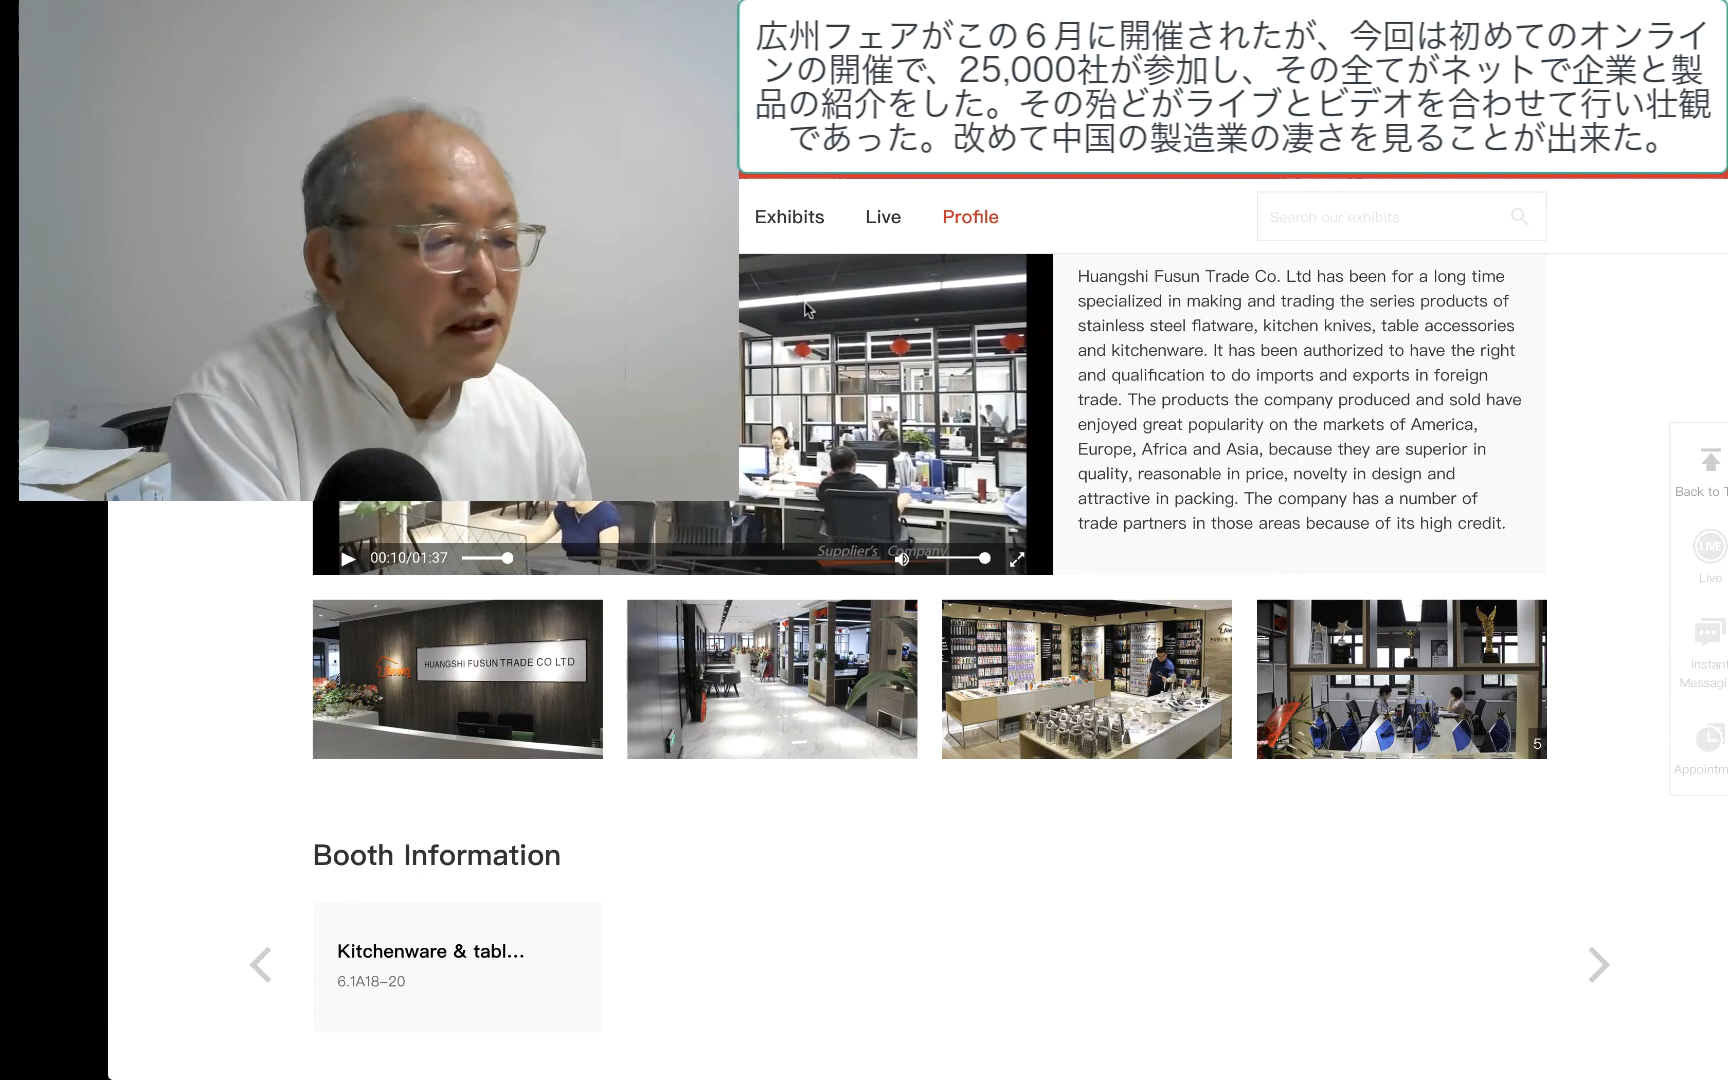 広州フェアがこの６月に開催されたが、今回は初めてのオンライ
ンの開催で、25,000社が参加し、その全てがネットで企業と製
品の紹介をした。その殆どがライブとビデオを合わせて行い壮観
であった。改めて中国の製造業の凄さを見ることが出来た。
Exhibits Live Profile
Search our exhibits
Huangshi Fusun Trade Co. Ltd has been for a long time
specialized in making and trading the series products of
stainless steel flatware, kitchen knives, table accessories
and kitchenware. It has been authorized to have the right
and qualification to do imports and exports in foreign
trade. The products the company produced and sold have
enjoyed great popularity on the markets of America,
Europe, Africa and Asia, because they are superior in
quality, reasonable in price, novelty in design and
attractive in packing. The company has a number of
trade partners in those areas because of its high credit.
Supplier's Company
00:10/01:37
Back to T
LIVE
Live
Instant
Messagi
Appointm
HUANGSHI FUSUN TRADE CO LTD
5
Booth Information
Kitchenware & tabl...
6.1A18-20